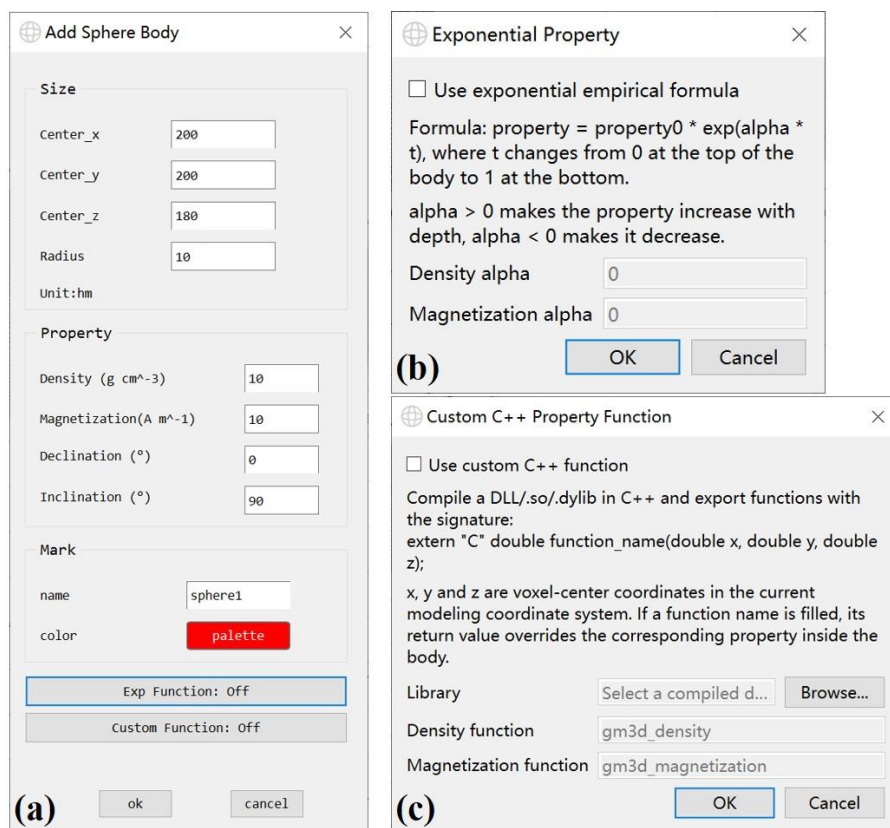 Add Sphere Body
Size
Center_x 200
Center_y 200
Center_z 180
Radius 10
Unit:hm
Property
Density (g cm^-3) 10
Magnetization(A m^-1) 10
Declination (°) 0
Inclination (°) 90
Mark
name sphere1
color palette
Exp Function: Off
Custom Function: Off
ok cancel
(a)
Exponential Property
Use exponential empirical formula
Formula: property = property0 * exp(alpha *
t), where t changes from 0 at the top of the
body to 1 at the bottom.
alpha > 0 makes the property increase with
depth, alpha < 0 makes it decrease.
Density alpha 0
Magnetization alpha 0
OK Cancel
(b)
Custom C++ Property Function
Use custom C++ function
Compile a DLL/.so/.dylib in C++ and export functions with
the signature:
extern "C" double function_name(double x, double y, double
z);
x, y and z are voxel-center coordinates in the current
modeling coordinate system. If a function name is filled, its
return value overrides the corresponding property inside the
body.
Library Select a compiled d... Browse...
Density function gm3d_density
Magnetization function gm3d_magnetization
OK Cancel
(c)